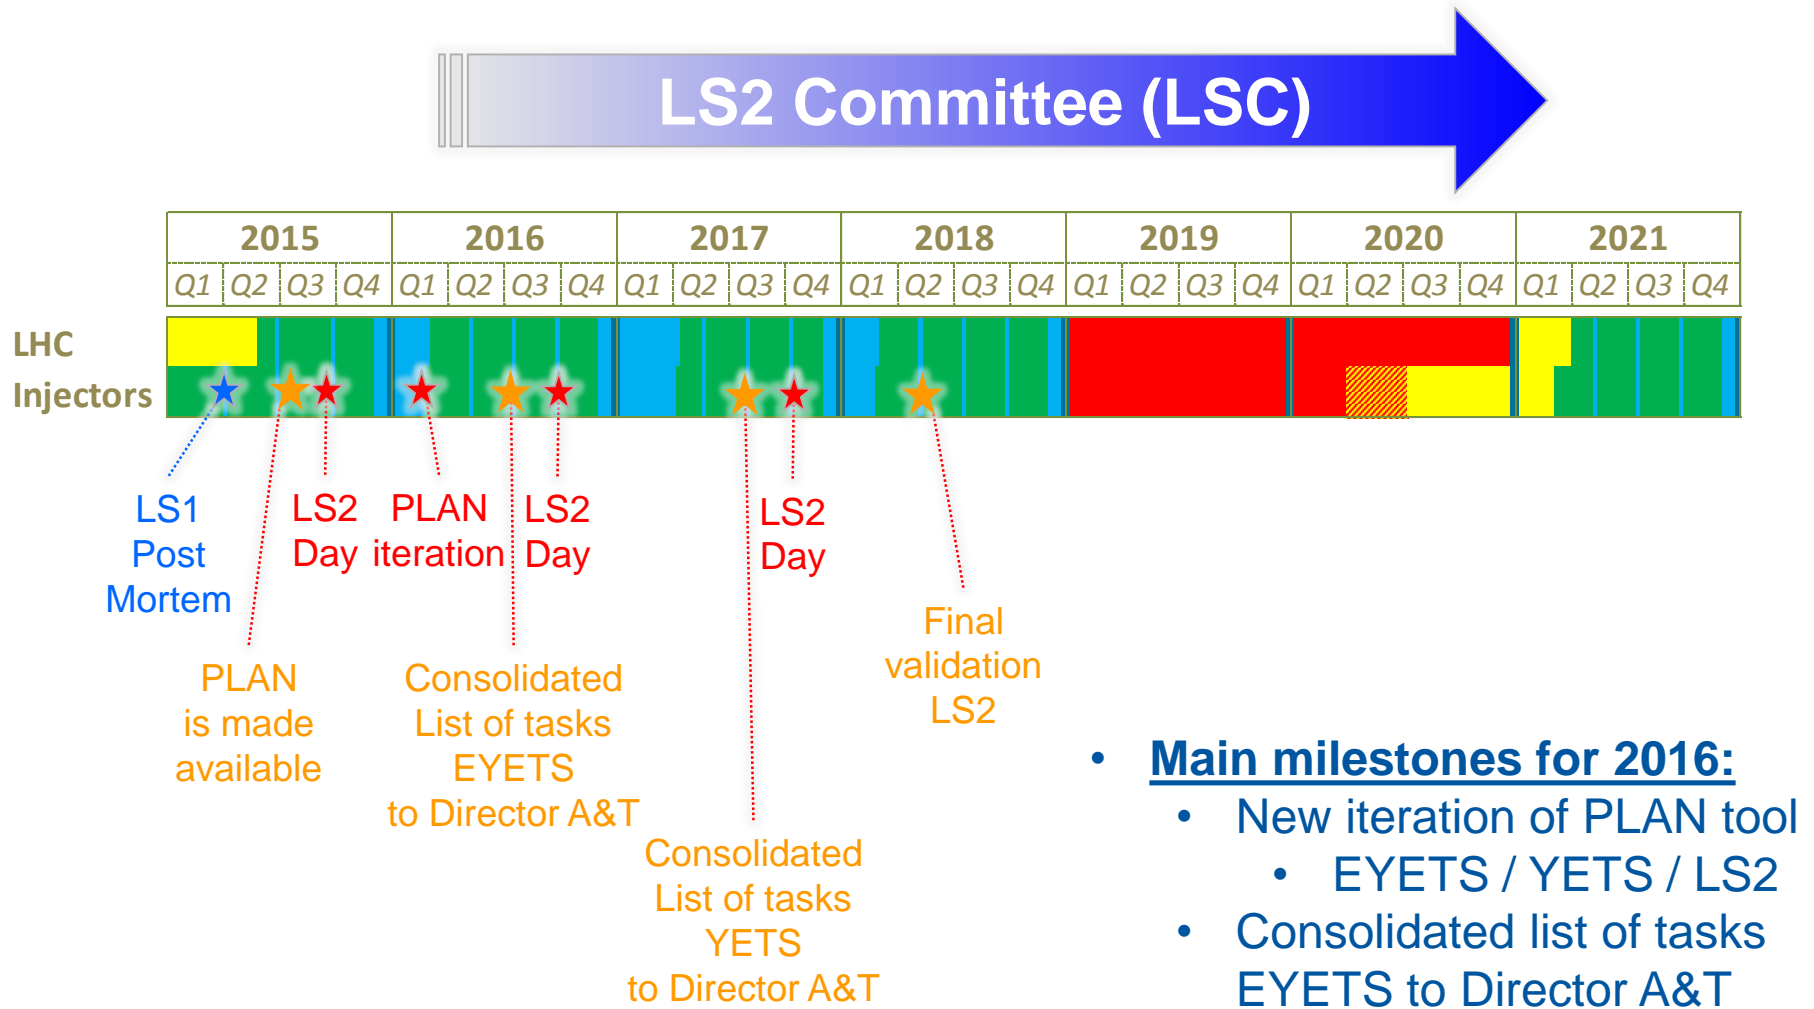 LS2 Committee (LSC)
2015 2016 2017 2018 2019 2020 2021
Q1 Q2 Q3 Q4 Q1 Q2 Q3 Q4 Q1 Q2 Q3 Q4 Q1 Q2 Q3 Q4 Q1 Q2 Q3 Q4 Q1 Q2 Q3 Q4 Q1 Q2 Q3 Q4
LHC
Injectors
LS1
Post
Mortem
LS2
Day
PLAN
iteration
LS2
Day
LS2
Day
PLAN
is made
available
Consolidated
List of tasks
EYETS
to Director A&T
Consolidated
List of tasks
YETS
to Director A&T
Final
validation
LS2
• Main milestones for 2016:
• New iteration of PLAN tool
• EYETS / YETS / LS2
• Consolidated list of tasks
EYETS to Director A&T